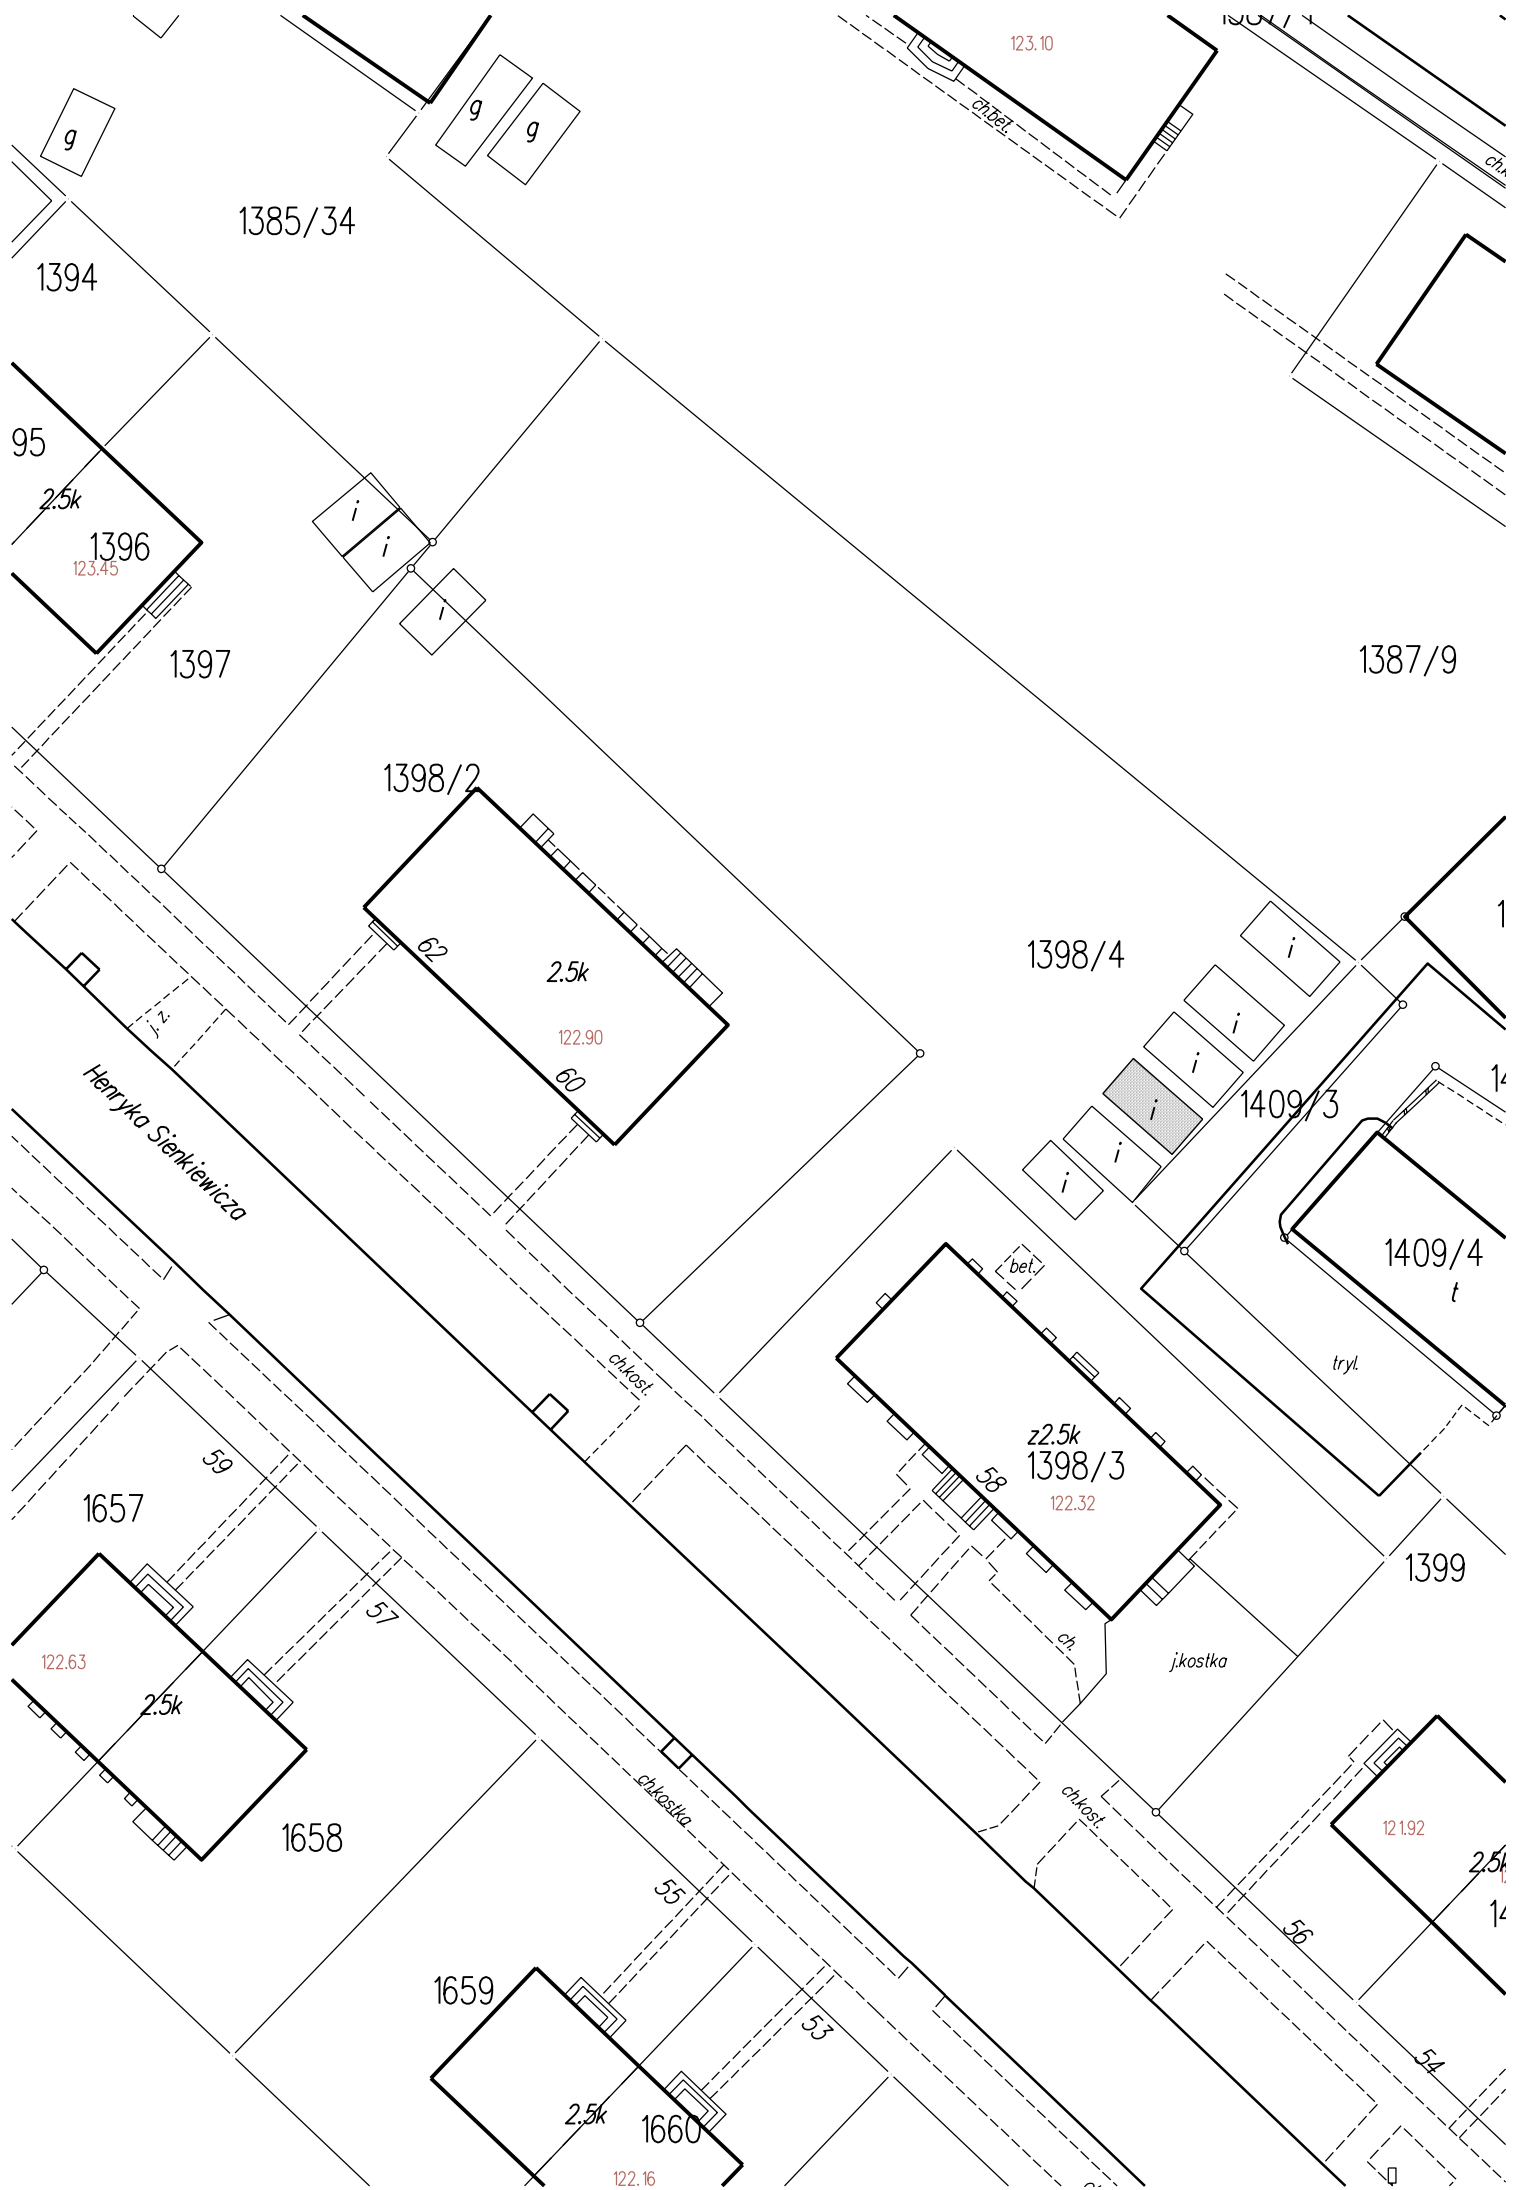 123.10
ch.bet.
g
g
g
1385/34
1394
95
2.5k
1396
123.45
i
i
i
1397
1387/9
1398/2
62
2.5k
122.90
60
1398/4
i
i
i
i
i
i
1409/3
j. z.
Henryka Sienkiewicza
1409/4
t
bet.
tryl.
ch.kost.
z2.5k
1398/3
58
122.32
59
1657
1399
57
ch.
j.kostka
122.63
2.5k
ch.kostka
ch.kost.
121.92
2.5k
1658
55
56
1659
53
54
2.5k
1660
122.16